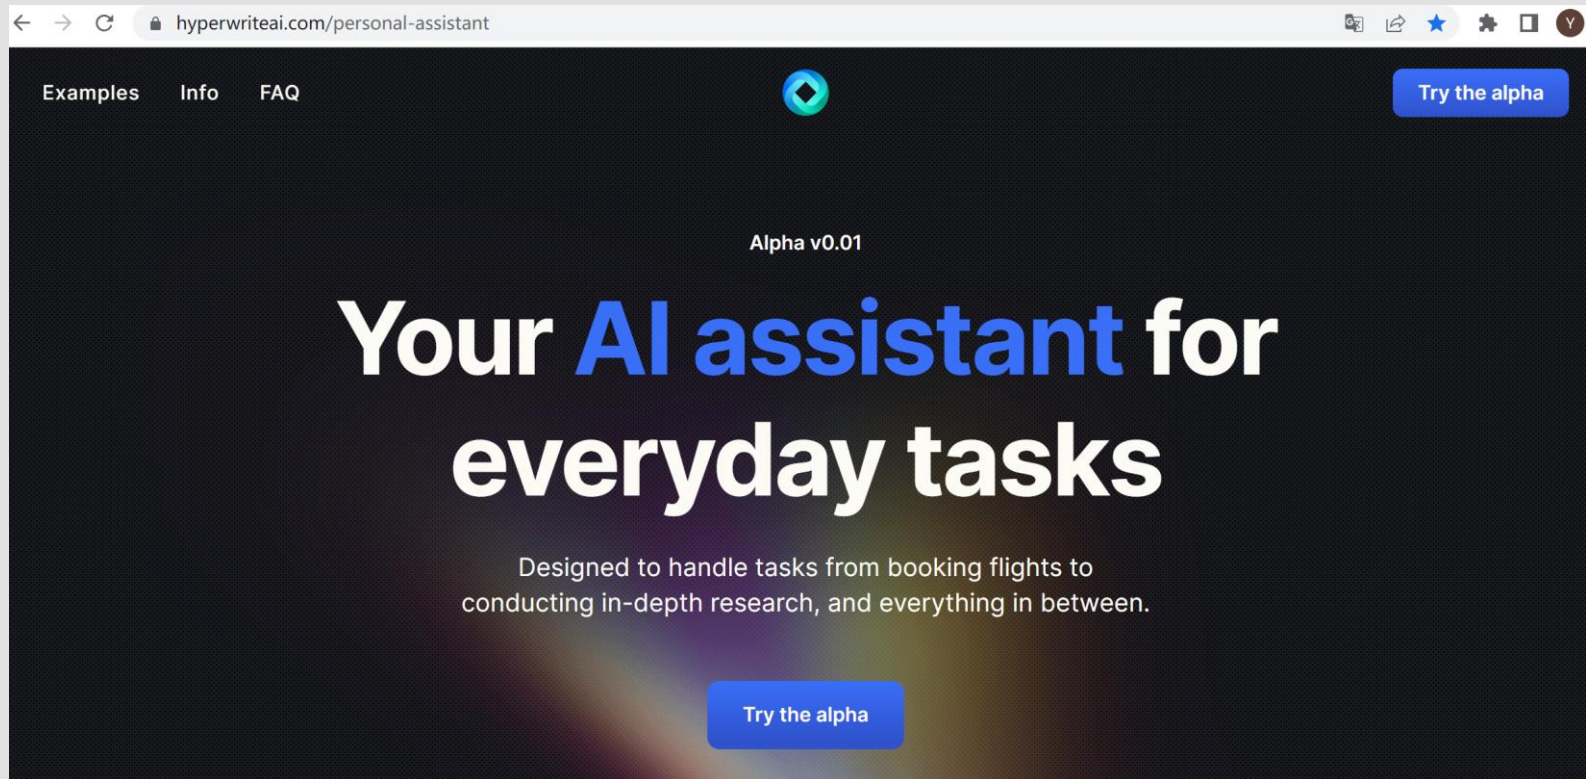 hyperwriteai.com/personal-assistant
Y
Examples Info FAQ
Try the alpha
Alpha v0.01
Your AI assistant for
everyday tasks
Designed to handle tasks from booking flights to
conducting in-depth research, and everything in between.
Try the alpha